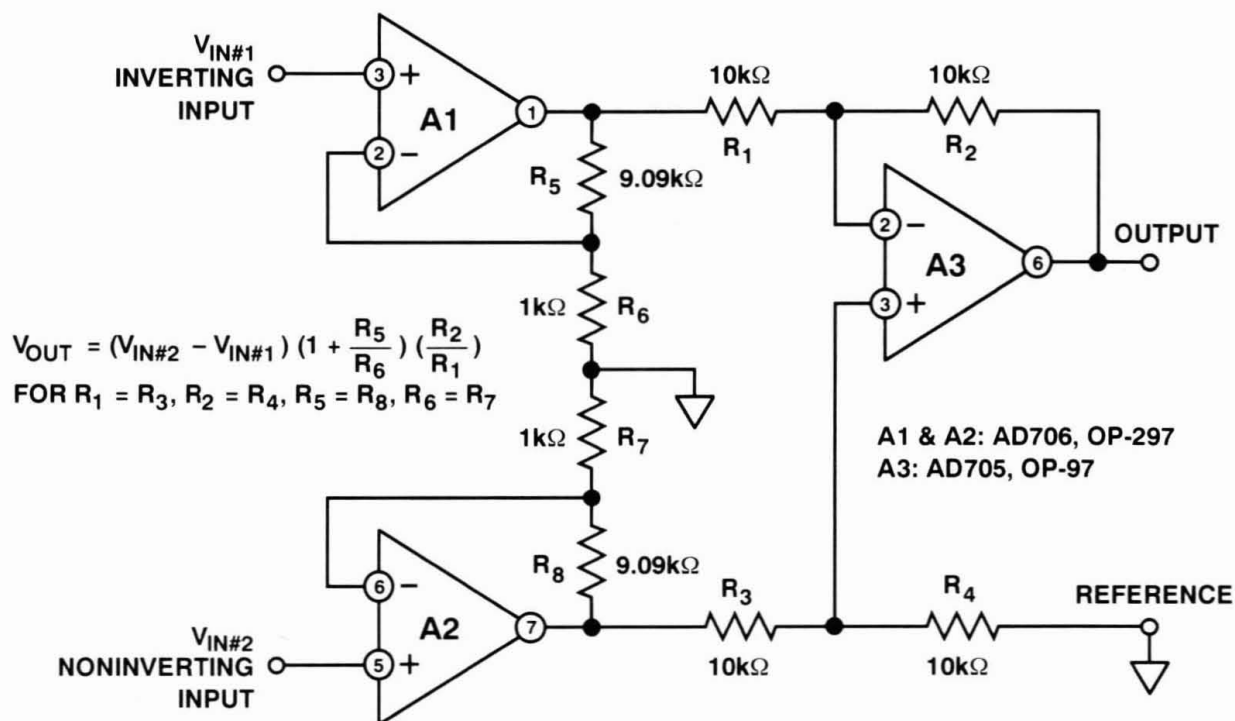 V_IN#1
INVERTING
INPUT
3
+
A1
1
2
−
10kΩ
R1
10kΩ
R2
R5
9.09kΩ
2
−
A3
6
3
+
OUTPUT
1kΩ
R6
V_OUT = (V_IN#2 − V_IN#1) (1 + R5/R6) (R2/R1)
FOR R1 = R3, R2 = R4, R5 = R8, R6 = R7
1kΩ
R7
A1 & A2: AD706, OP-297
A3: AD705, OP-97
R8
9.09kΩ
6
−
A2
7
5
+
V_IN#2
NONINVERTING
INPUT
R3
10kΩ
R4
10kΩ
REFERENCE